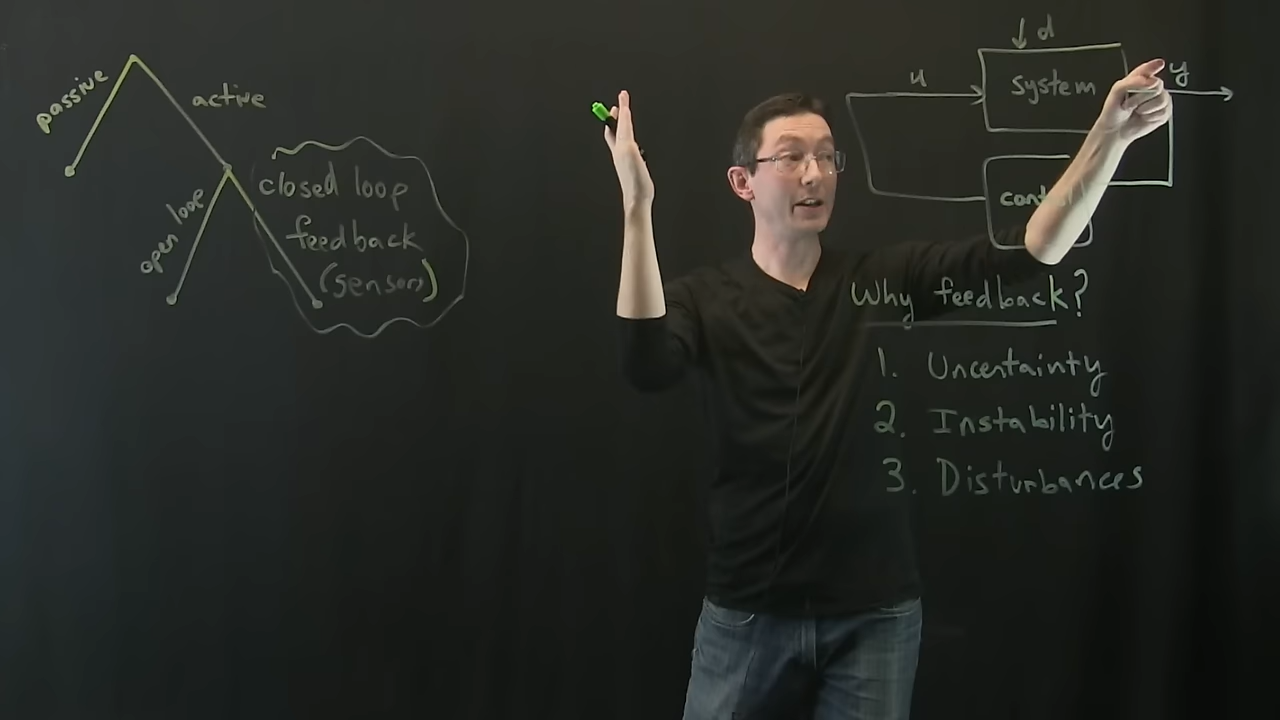 passive
active
open loop
closed loop
feedback
(sensors)
d
u
system
y
Why feedback?
1. Uncertainty
2. Instability
3. Disturbances